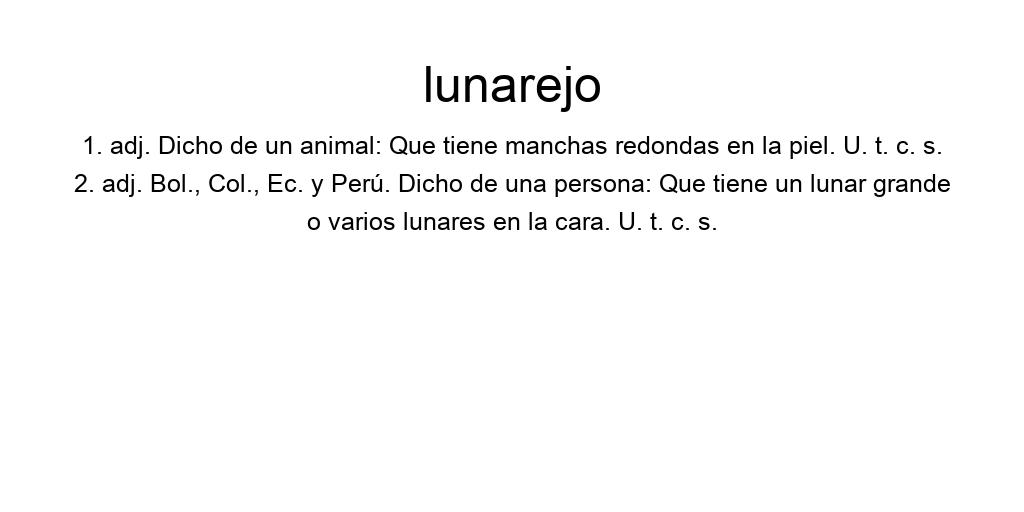 lunarejo
1. adj. Dicho de un animal: Que tiene manchas redondas en la piel. U. t. c. s.
2. adj. Bol., Col., Ec. y Perú. Dicho de una persona: Que tiene un lunar grande
o varios lunares en la cara. U. t. c. s.